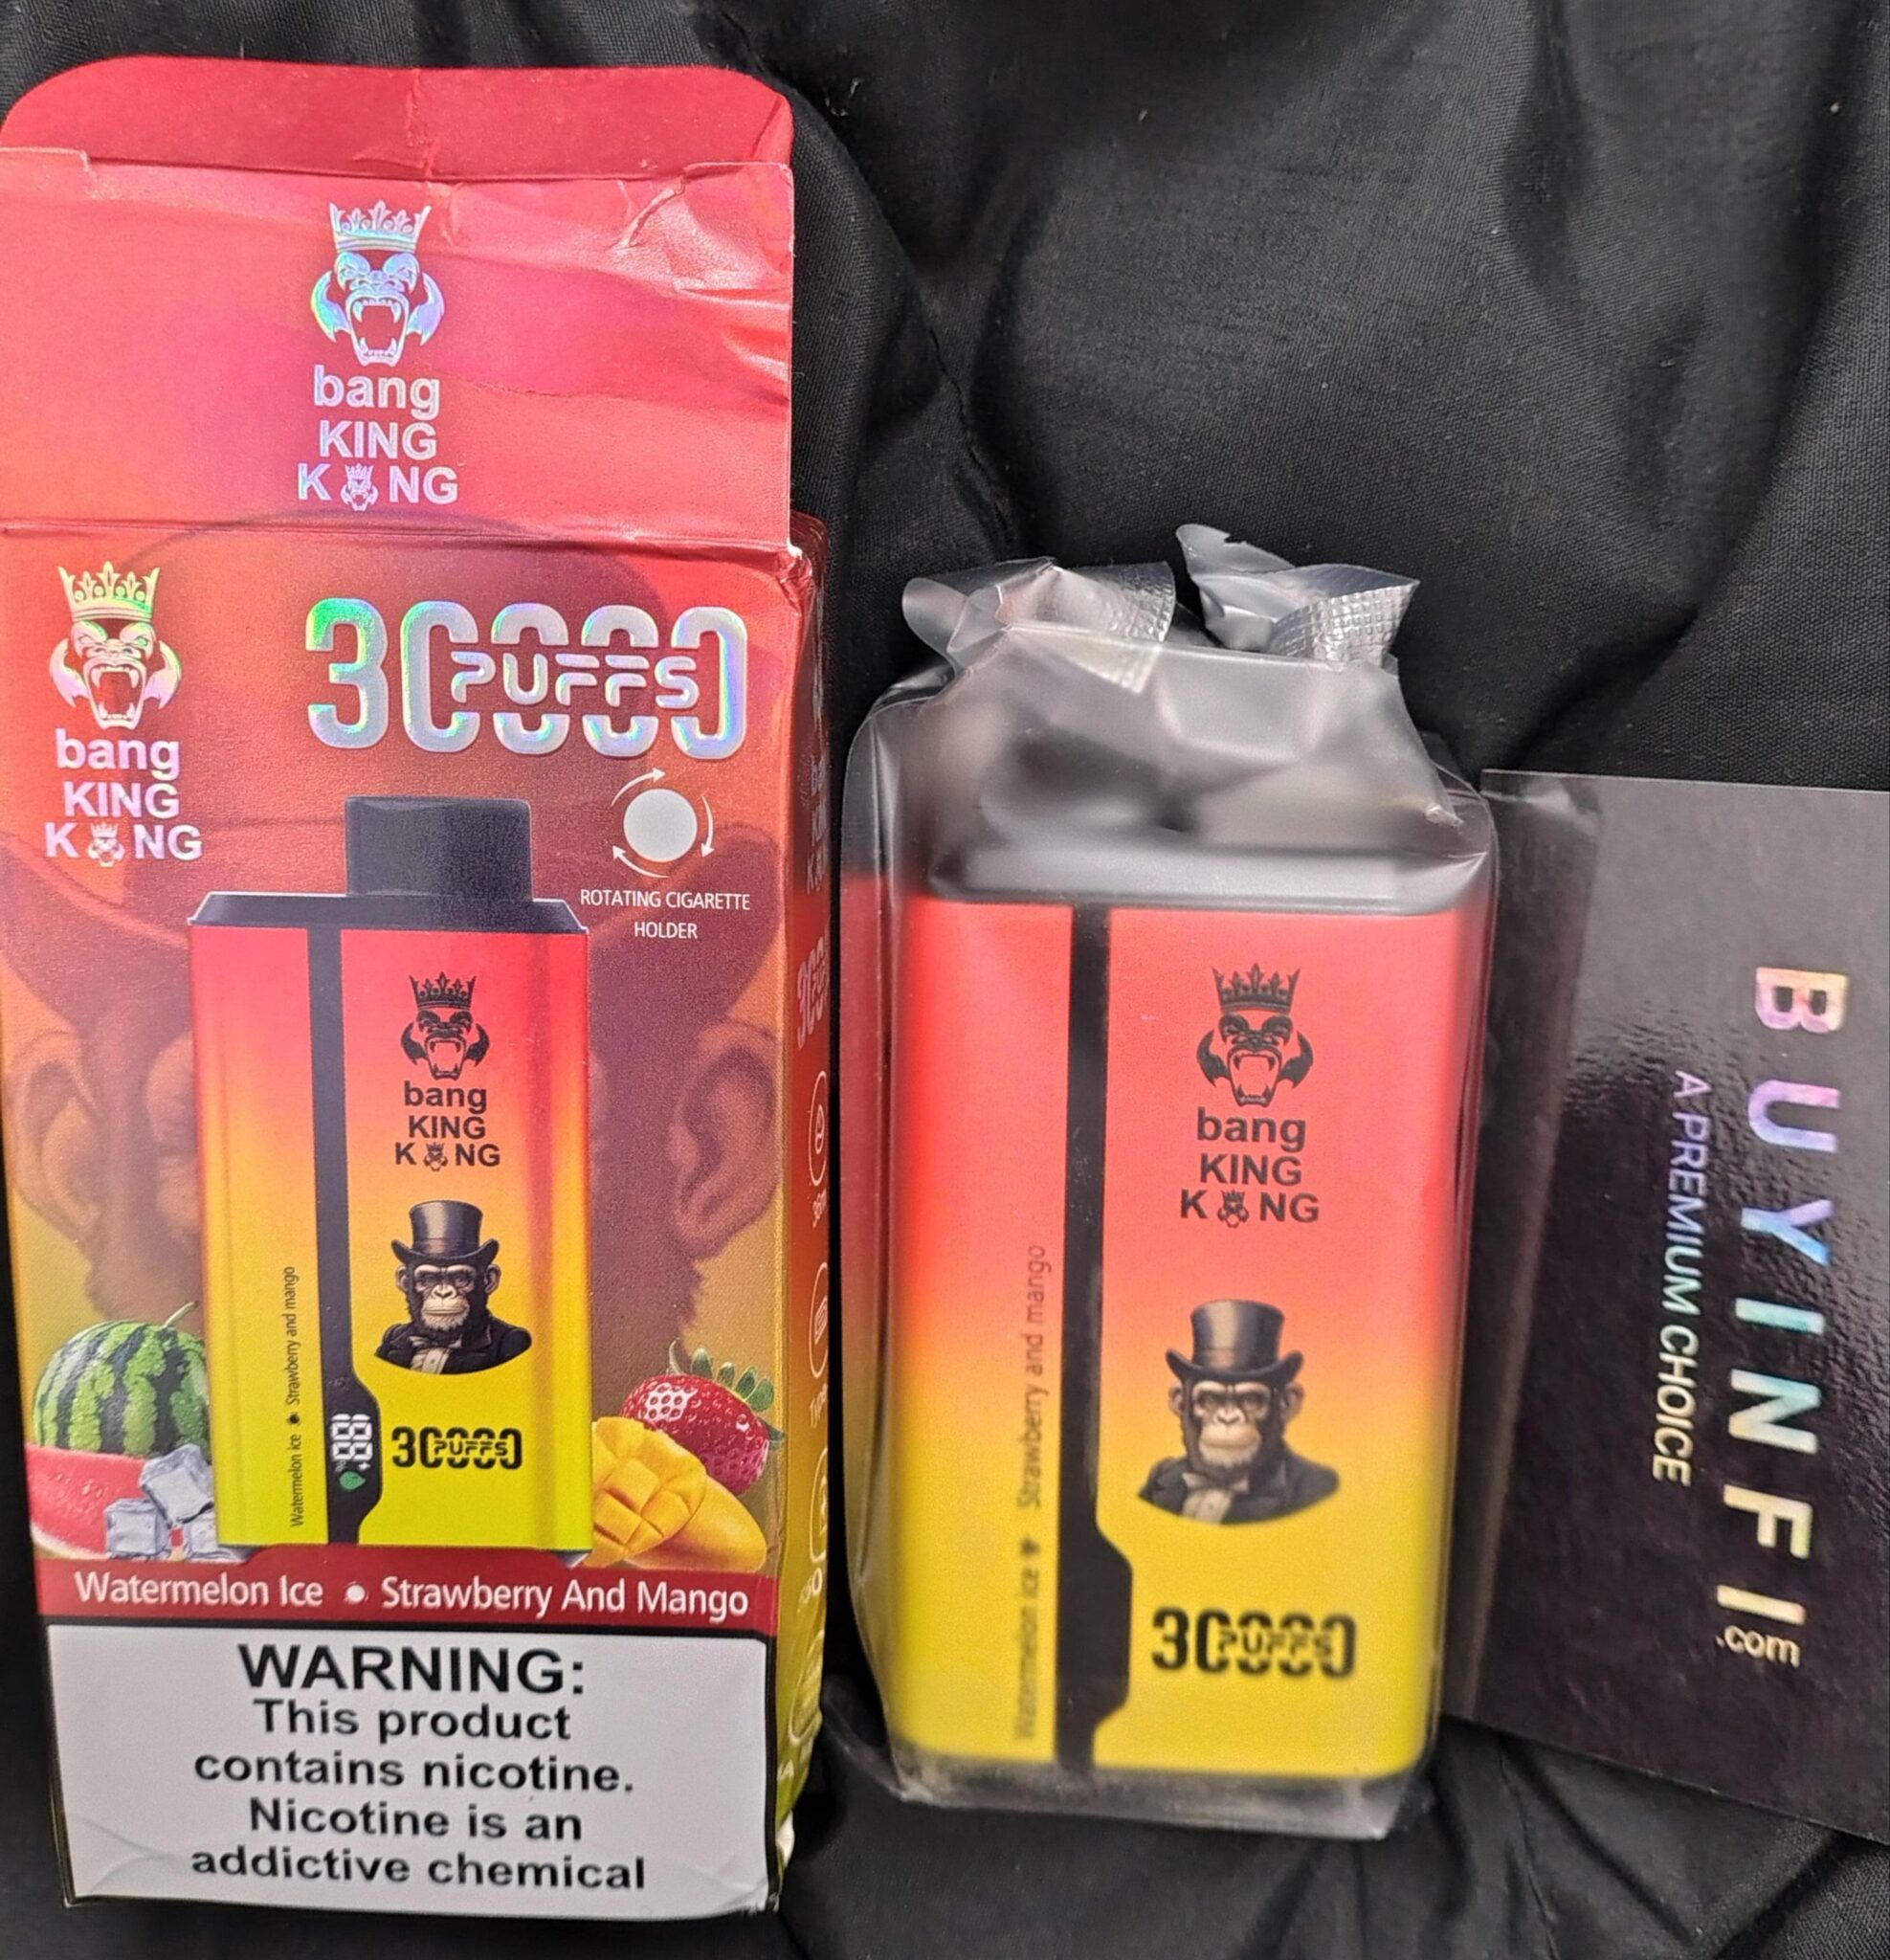 bang
KING
KONG
bang
KING
KONG
30000
PUFFS
ROTATING CIGARETTE
HOLDER
bang
KING
KONG
Watermelon ice Strawberry and mango
30000
PUFFS
Watermelon Ice Strawberry And Mango
WARNING:
This product
contains nicotine.
Nicotine is an
addictive chemical
bang
KING
KONG
Watermelon ice Strawberry and mango
30000
PUFFS
BUYINFI
.com
A PREMIUM CHOICE